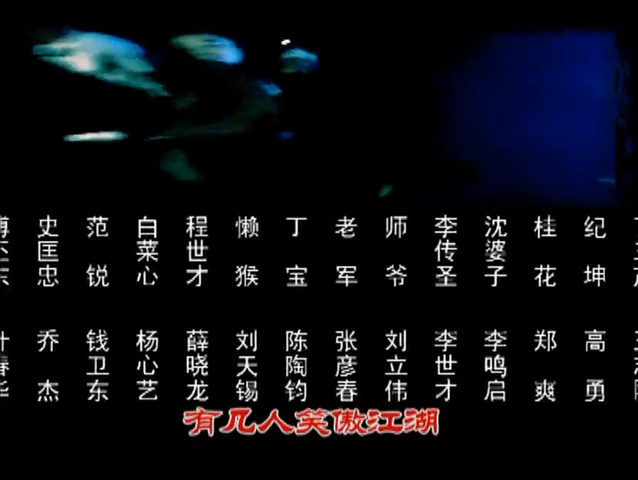 史匡忠 乔杰
范锐 钱卫东
白菜心 杨心艺
程世才 薛晓龙
懒猴 刘天锡
丁宝 陈陶钧
老军 张彦春
师爷 刘立伟
李传圣 李世才
沈婆子 李鸣启
桂花 郑爽
纪坤 高勇
有几人笑傲江湖